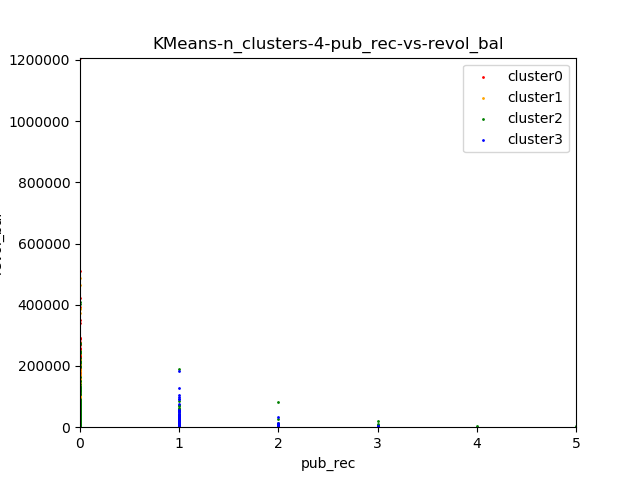 KMeans-n_clusters-4-pub_rec-vs-revol_bal
1200000
1000000
800000
600000
400000
200000
0
0 1 2 3 4 5
pub_rec
cluster0
cluster1
cluster2
cluster3